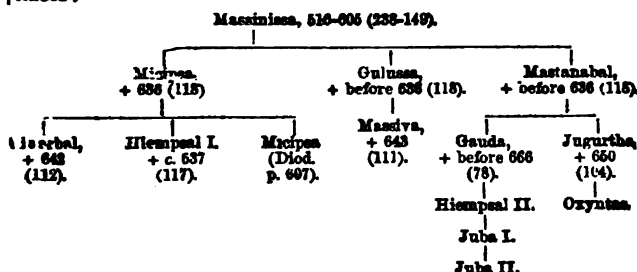 Massinissa, 516-605 (238-149).
Micipsa, Gulussa, Mastanabal,
+ 636 (118) + before 636 (118). + before 636 (118).
Massiva,
Hiempsal I. Micipsa + 643 Gauda, Jugurtha,
+ 642 + c. 637 (Diod. (111). + before 666 + 650
(112). (117). p. 607). (78). (104).
Hiempsal II. Oxyntas.
Juba I.
Juba II.